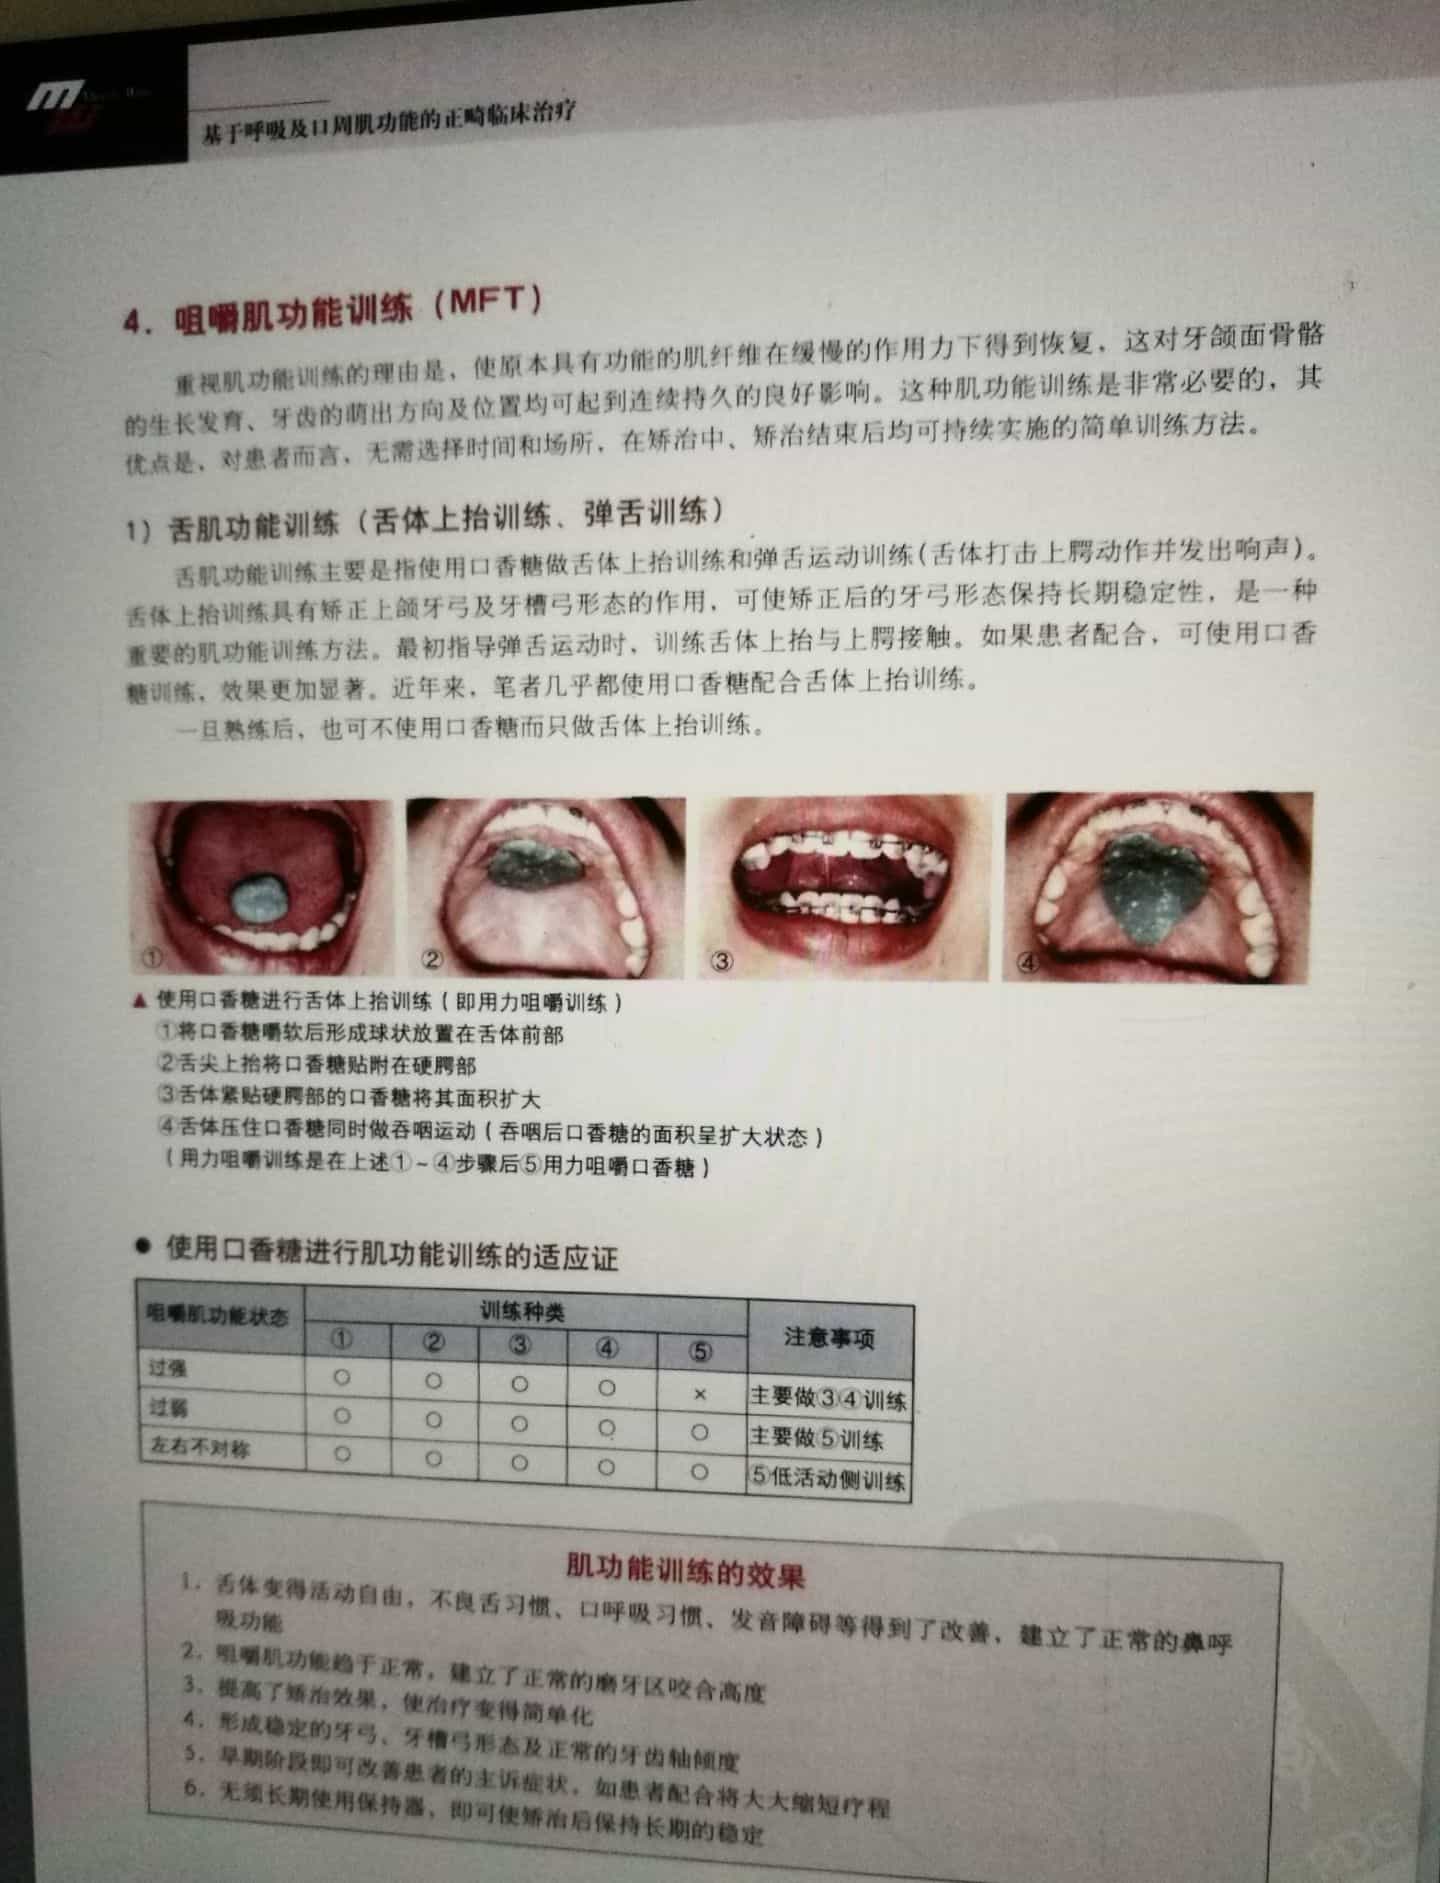 基于呼吸及口周肌功能的正畸临床治疗
4. 咀嚼肌功能训练（MFT）
重视肌功能训练的理由是，使原本具有功能的肌纤维在缓慢的作用力下得到恢复，这对牙颌面骨骼
的生长发育、牙齿的萌出方向及位置均可起到连续持久的良好影响。这种肌功能训练是非常必要的，其
优点是，对患者而言，无需选择时间和场所，在矫治中、矫治结束后均可持续实施的简单训练方法。
1）舌肌功能训练（舌体上抬训练、弹舌训练）
舌肌功能训练主要是指使用口香糖做舌体上抬训练和弹舌运动训练(舌体打击上腭动作并发出响声)。
舌体上抬训练具有矫正上颌牙弓及牙槽弓形态的作用，可使矫正后的牙弓形态保持长期稳定性，是一种
重要的肌功能训练方法。最初指导弹舌运动时，训练舌体上抬与上腭接触。如果患者配合，可使用口香
糖训练，效果更加显著。近年来，笔者几乎都使用口香糖配合舌体上抬训练。
一旦熟练后，也可不使用口香糖而只做舌体上抬训练。
① ② ③ ④
▲ 使用口香糖进行舌体上抬训练（即用力咀嚼训练）
①将口香糖嚼软后形成球状放置在舌体前部
②舌尖上抬将口香糖贴附在硬腭部
③舌体紧贴硬腭部的口香糖将其面积扩大
④舌体压住口香糖同时做吞咽运动（吞咽后口香糖的面积呈扩大状态）
（用力咀嚼训练是在上述①~④步骤后⑤用力咀嚼口香糖）
● 使用口香糖进行肌功能训练的适应证
咀嚼肌功能状态 训练种类 注意事项
① ② ③ ④ ⑤
过强 ○ ○ ○ ○ × 主要做③④训练
过弱 ○ ○ ○ ○ ○ 主要做⑤训练
左右不对称 ○ ○ ○ ○ ○ ⑤低活动侧训练
肌功能训练的效果
1. 舌体变得活动自由，不良舌习惯、口呼吸习惯、发音障碍等得到了改善，建立了正常的鼻呼
吸功能
2. 咀嚼肌功能趋于正常，建立了正常的磨牙区咬合高度
3. 提高了矫治效果，使治疗变得简单化
4. 形成稳定的牙弓、牙槽弓形态及正常的牙齿轴倾度
5. 早期阶段即可改善患者的主诉症状，如患者配合将大大缩短疗程
6. 无须长期使用保持器，即可使矫治后保持长期的稳定
PDG